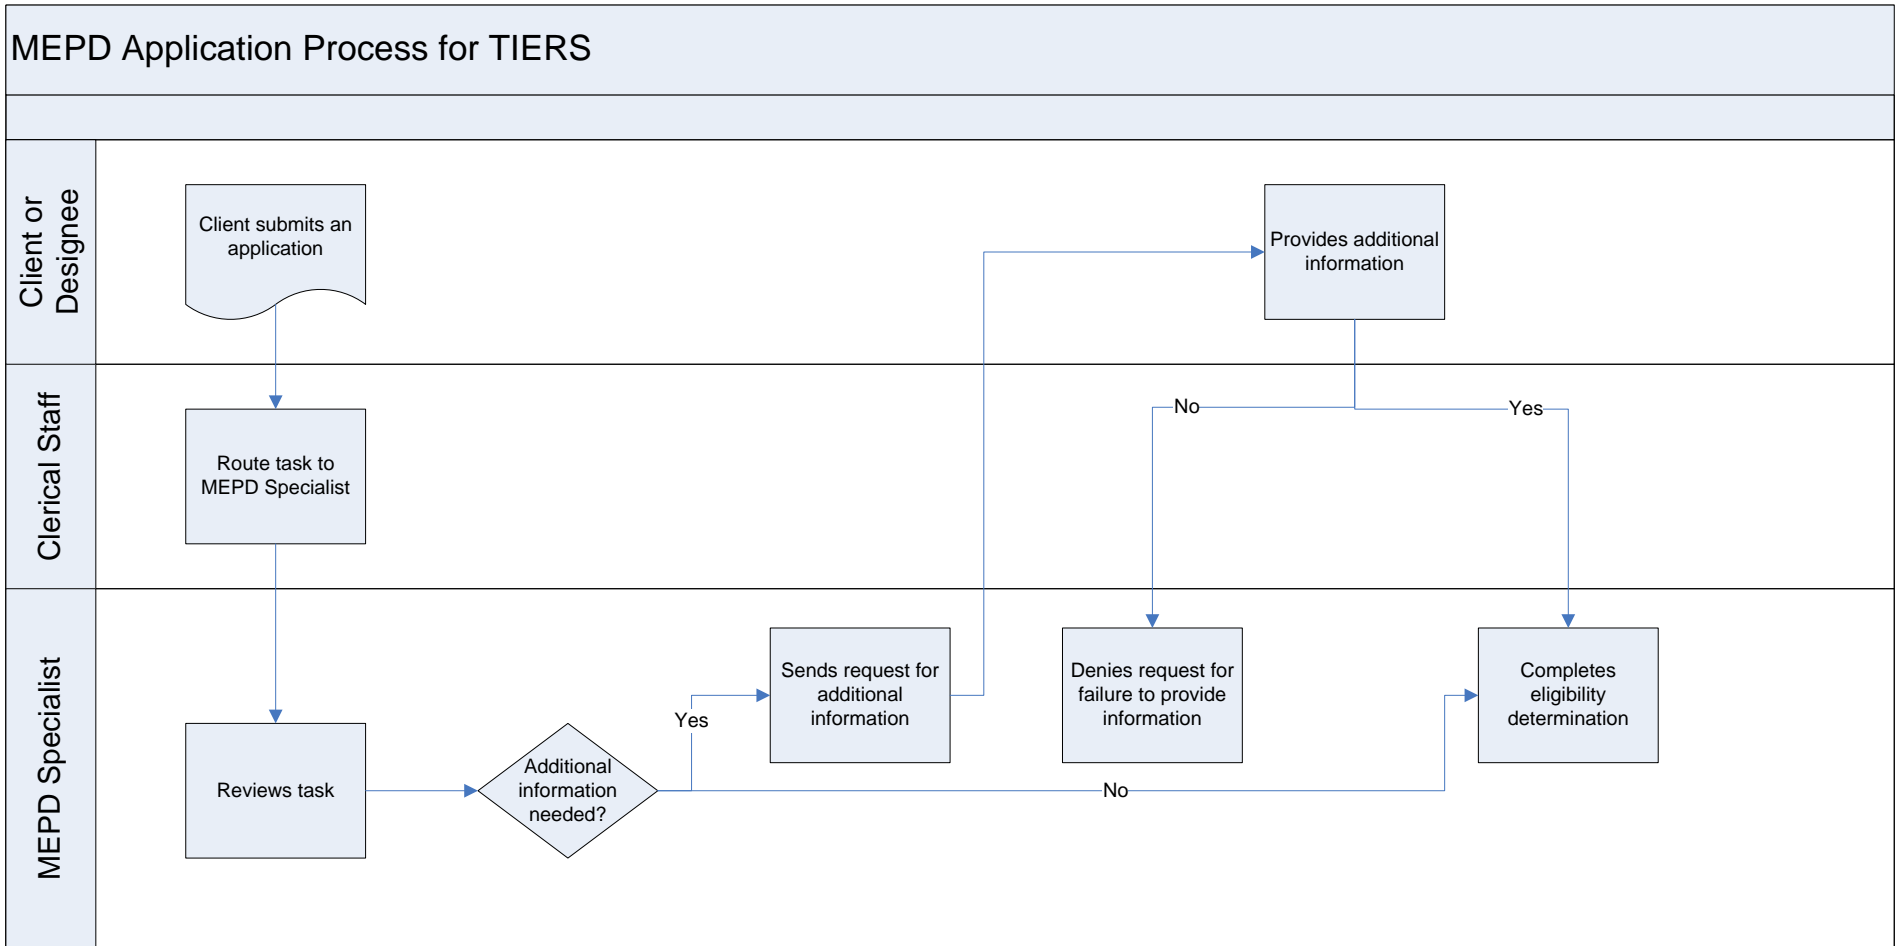 MEPD Application Process for TIERS
Client or
Designee
Client submits an
application
Provides additional
information
Clerical Staff
Route task to
MEPD Specialist
No
Yes
MEPD Specialist
Reviews task
Additional
information
needed?
Yes
Sends request for
additional
information
Denies request for
failure to provide
information
No
Completes
eligibility
determination